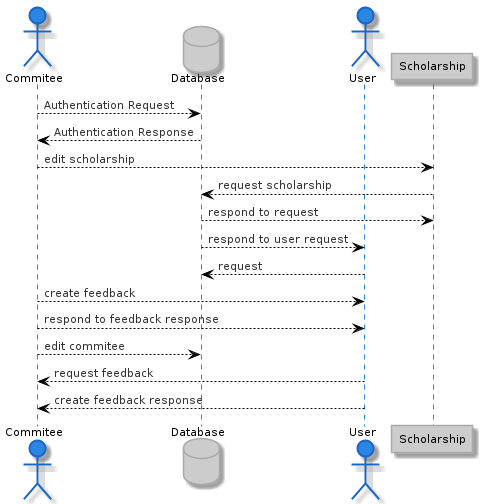 Commitee
Database
User
Scholarship
Authentication Request
Authentication Response
edit scholarship
request scholarship
respond to request
respond to user request
request
create feedback
respond to feedback response
edit commitee
request feedback
create feedback response
Commitee
Database
User
Scholarship